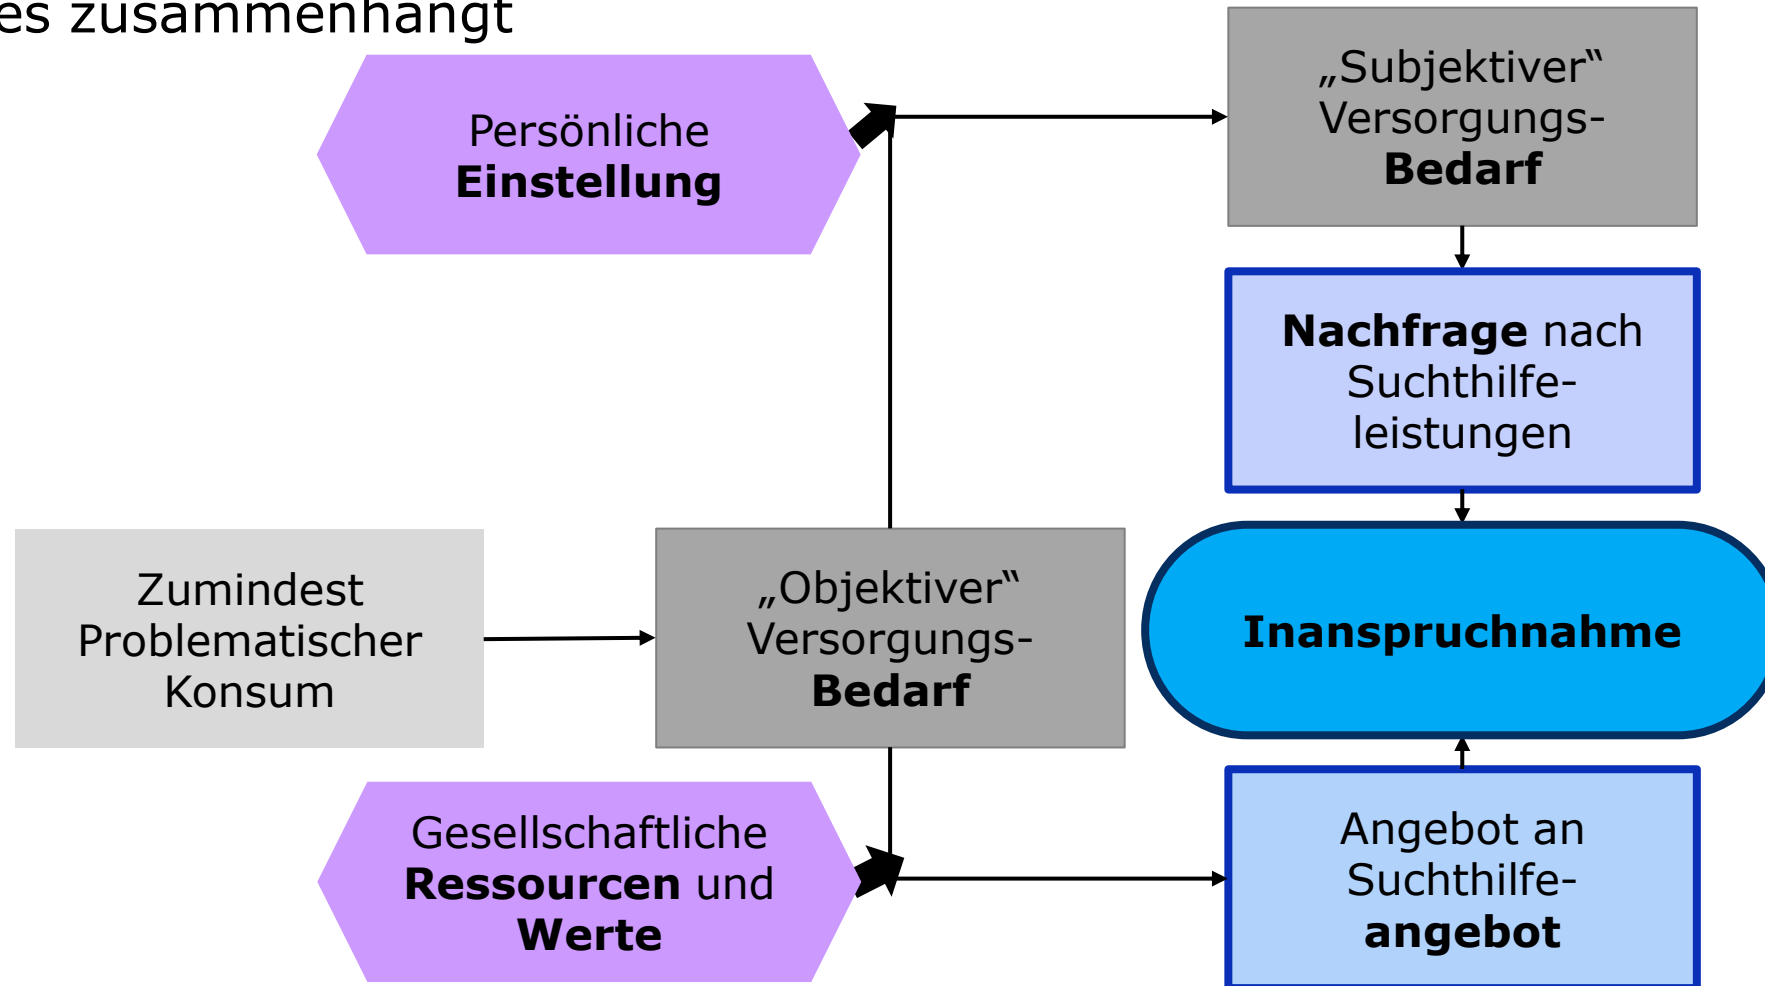 es zusammenhängt
Persönliche
Einstellung
„Subjektiver“
Versorgungs-
Bedarf
Nachfrage nach
Suchthilfe-
leistungen
Zumindest
Problematischer
Konsum
„Objektiver“
Versorgungs-
Bedarf
Inanspruchnahme
Gesellschaftliche
Ressourcen und
Werte
Angebot an
Suchthilfe-
angebot